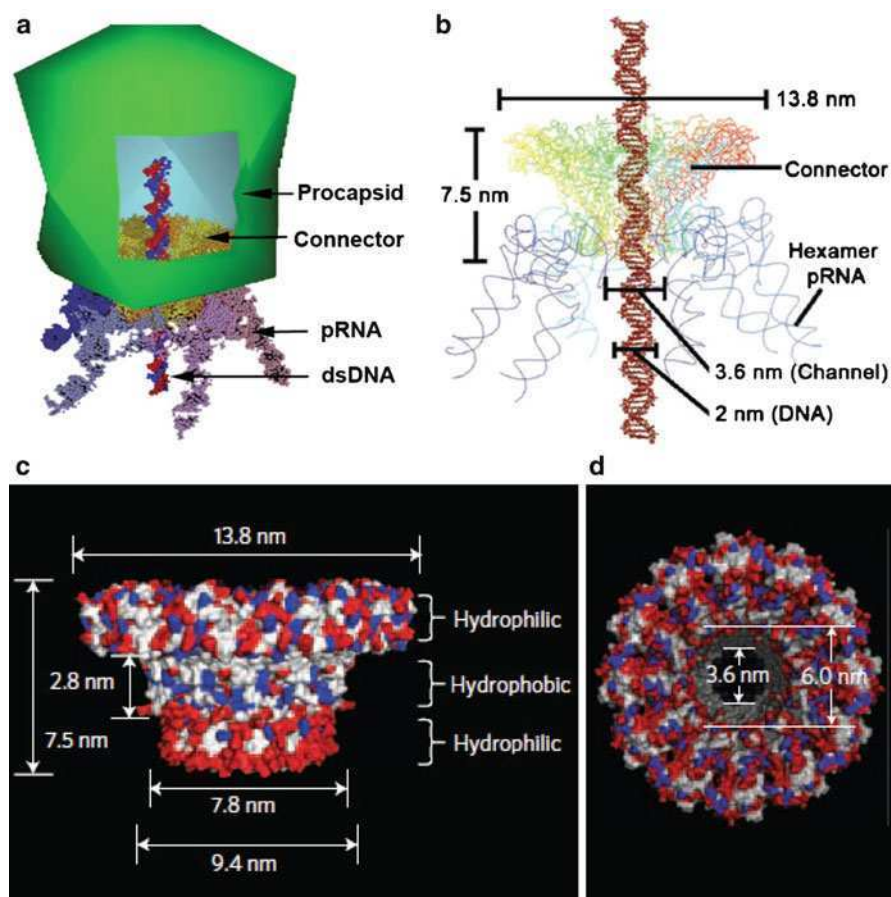 a
Procapsid
Connector
pRNA
dsDNA
b
13.8 nm
7.5 nm
Connector
Hexamer
pRNA
3.6 nm (Channel)
2 nm (DNA)
c
13.8 nm
Hydrophilic
2.8 nm
Hydrophobic
7.5 nm
Hydrophilic
7.8 nm
9.4 nm
d
3.6 nm
6.0 nm